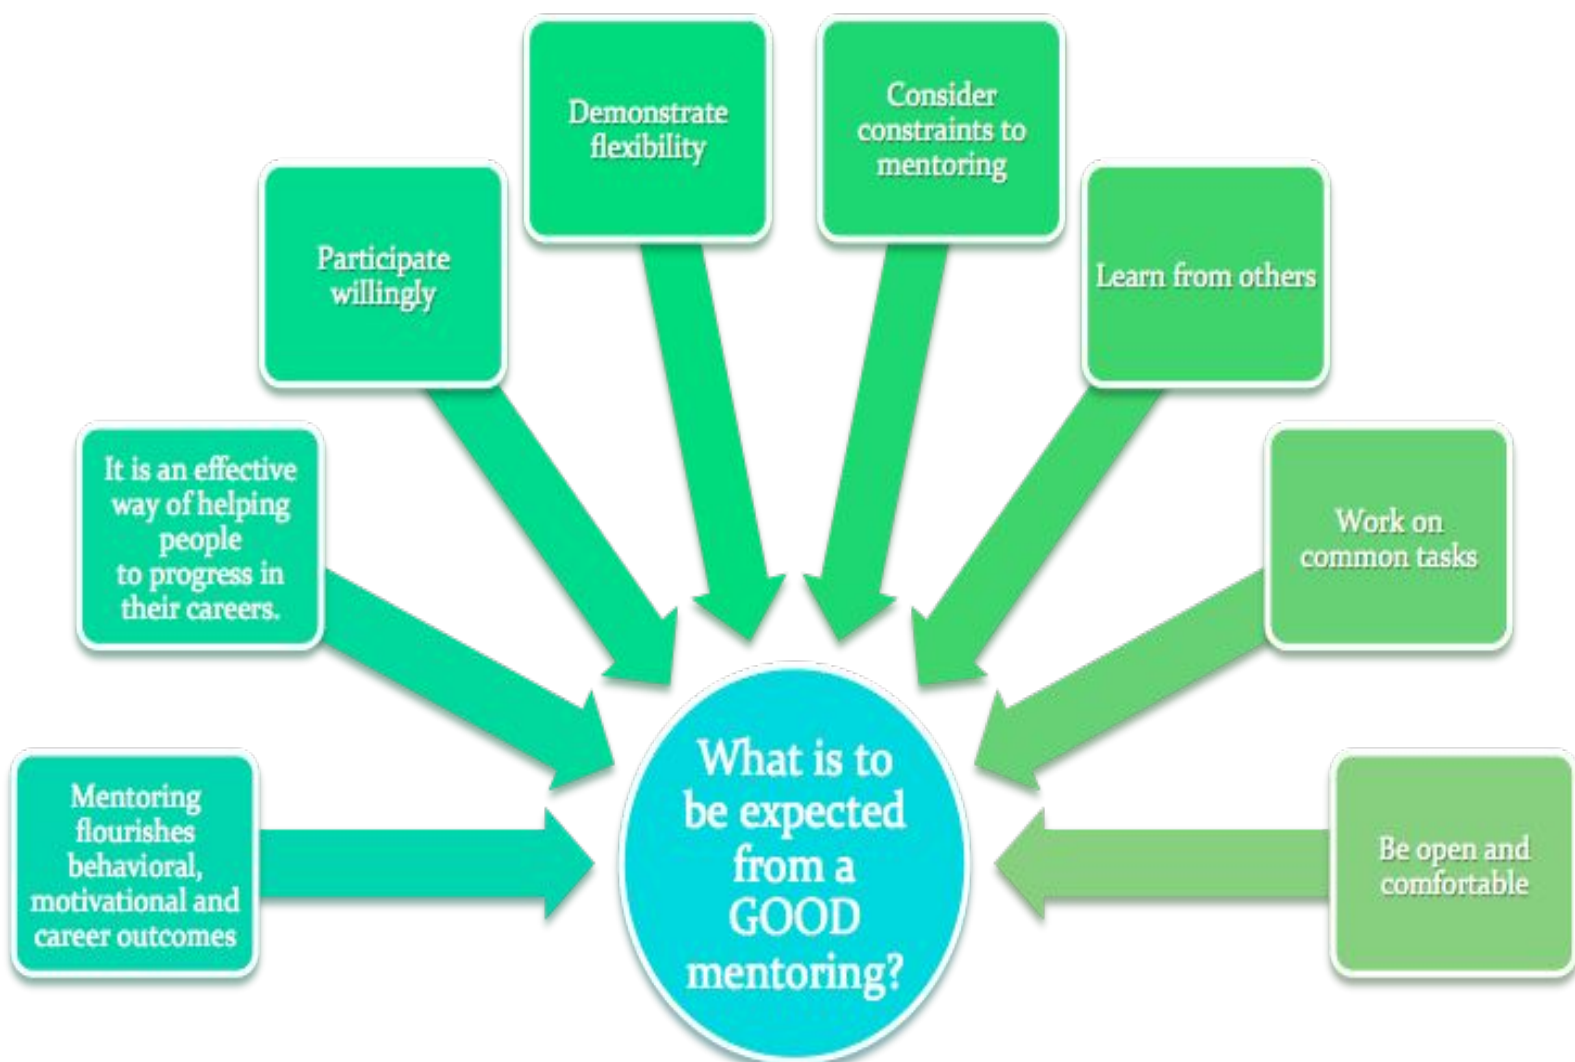 Mentoring
flourishes
behavioral,
motivational and
career outcomes
It is an effective
way of helping
people
to progress in
their careers.
Participate
willingly
Demonstrate
flexibility
Consider
constraints to
mentoring
Learn from others
Work on
common tasks
Be open and
comfortable
What is to
be expected
from a
GOOD
mentoring?